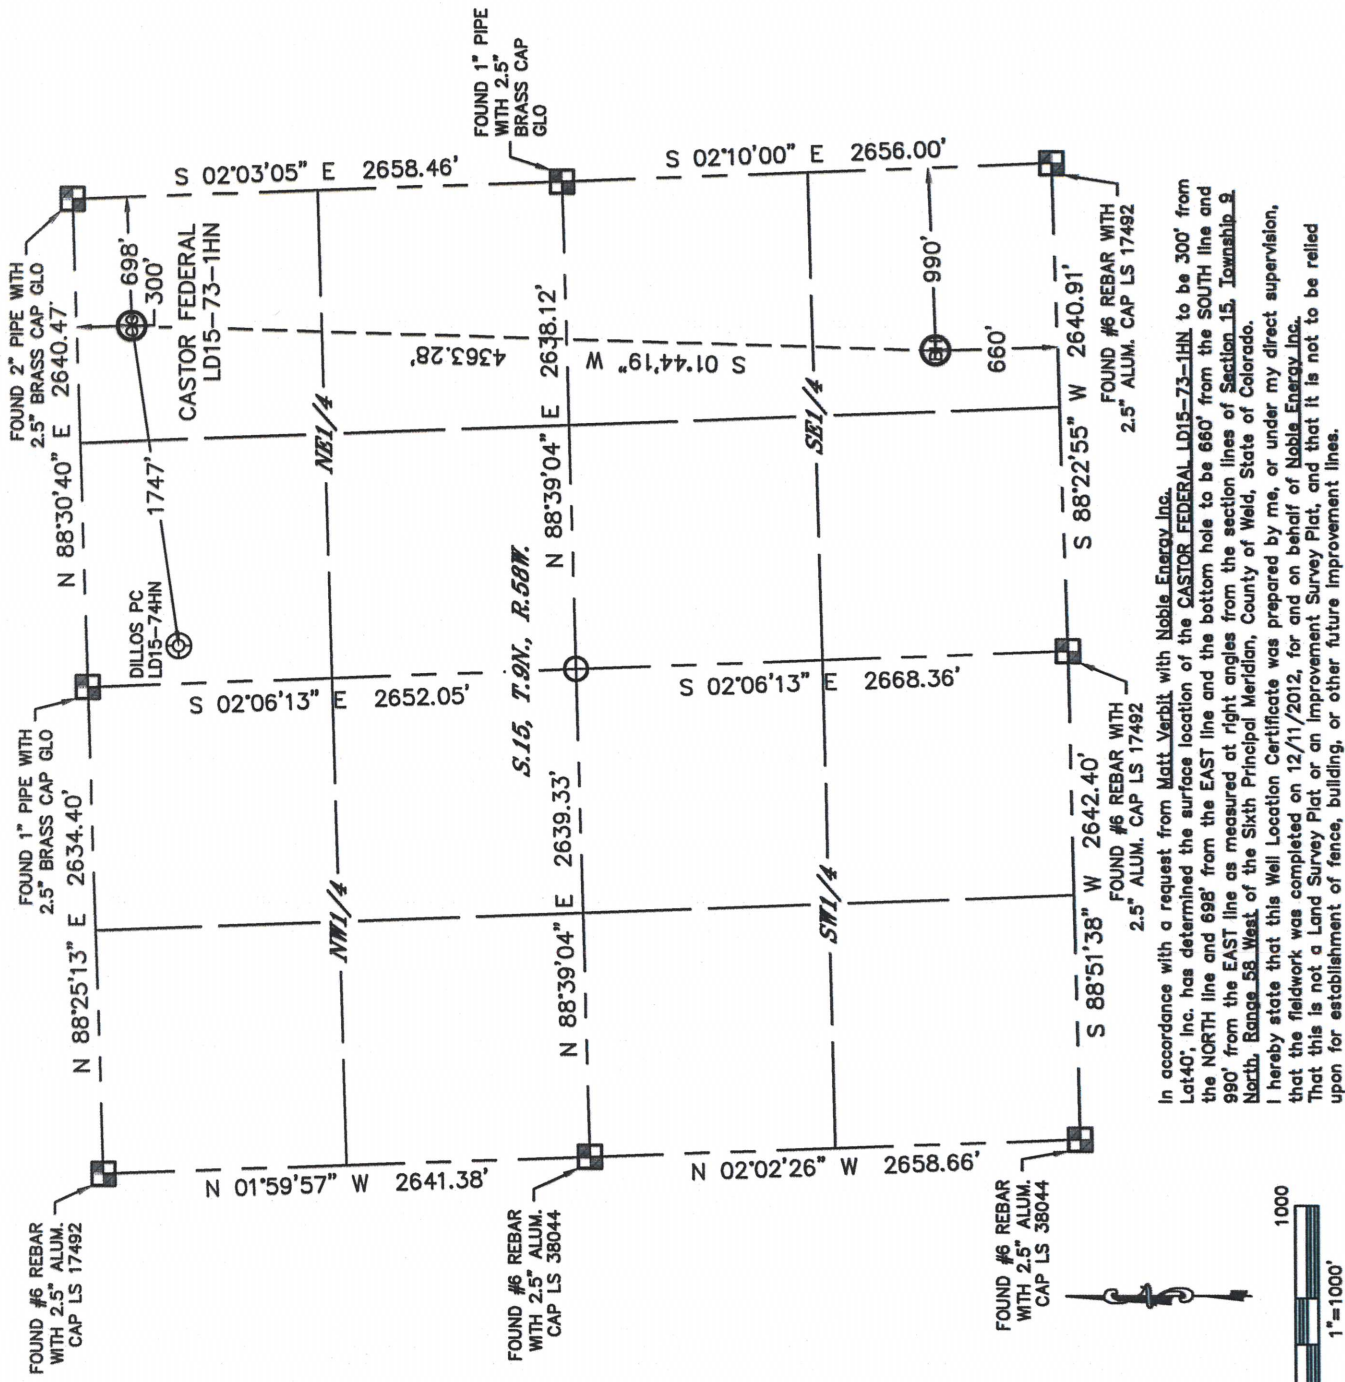 FOUND 2" PIPE WITH
2.5" BRASS CAP GLO
FOUND 1" PIPE WITH
2.5" BRASS CAP GLO
FOUND #6 REBAR
WITH 2.5" ALUM.
CAP LS 17492
N 88°25'13" E 2634.40'
N 88°30'40" E 2640.47'
FOUND 1" PIPE
WITH 2.5"
BRASS CAP
GLO
DILLOS PC
LD15-74HN
1747'
698'
300'
CASTOR FEDERAL
LD15-73-1HN
S 02°03'05" E 2658.46'
N 01°59'57" W 2641.38'
NW1/4
S 02°06'13" E 2652.05'
NE1/4
S 01°44'19" W 4363.28'
S.15, T.9N., R.58W.
N 88°39'04" E 2639.33'
N 88°39'04" E 2638.12'
FOUND #6 REBAR
WITH 2.5" ALUM.
CAP LS 38044
N 02°02'26" W 2658.66'
SW1/4
S 02°06'13" E 2668.36'
SE1/4
S 02°10'00" E 2656.00'
BH
990'
660'
S 88°51'38" W 2642.40'
S 88°22'55" W 2640.91'
FOUND #6 REBAR
WITH 2.5" ALUM.
CAP LS 38044
FOUND #6 REBAR WITH
2.5" ALUM. CAP LS 17492
FOUND #6 REBAR WITH
2.5" ALUM. CAP LS 17492
In accordance with a request from Matt Verbit with Noble Energy Inc.
Lat40°, Inc. has determined the surface location of the CASTOR FEDERAL LD15-73-1HN to be 300' from
the NORTH line and 698' from the EAST line and the bottom hole to be 660' from the SOUTH line and
990' from the EAST line as measured at right angles from the section lines of Section 15, Township 9
North, Range 58 West of the Sixth Principal Meridian, County of Weld, State of Colorado.
I hereby state that this Well Location Certificate was prepared by me, or under my direct supervision,
that the fieldwork was completed on 12/11/2012, for and on behalf of Noble Energy Inc.
That this is not a Land Survey Plat or an Improvement Survey Plat, and that it is not to be relied
upon for establishment of fence, building, or other future improvement lines.
1000
1"=1000'